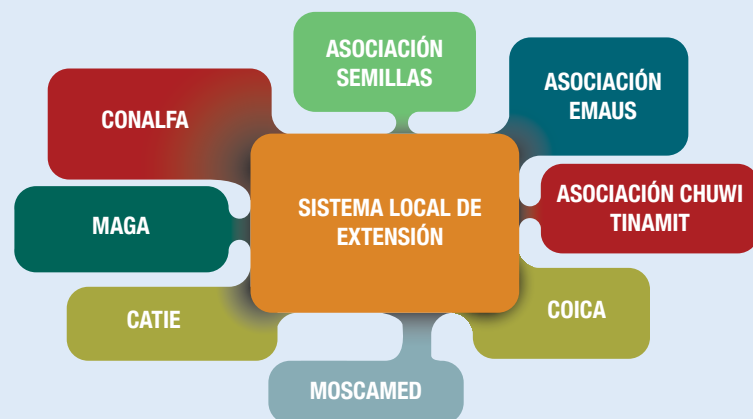 ASOCIACIÓN
SEMILLAS
ASOCIACIÓN
EMAUS
CONALFA
ASOCIACIÓN CHUWI
TINAMIT
SISTEMA LOCAL DE
EXTENSIÓN
MAGA
COICA
CATIE
MOSCAMED